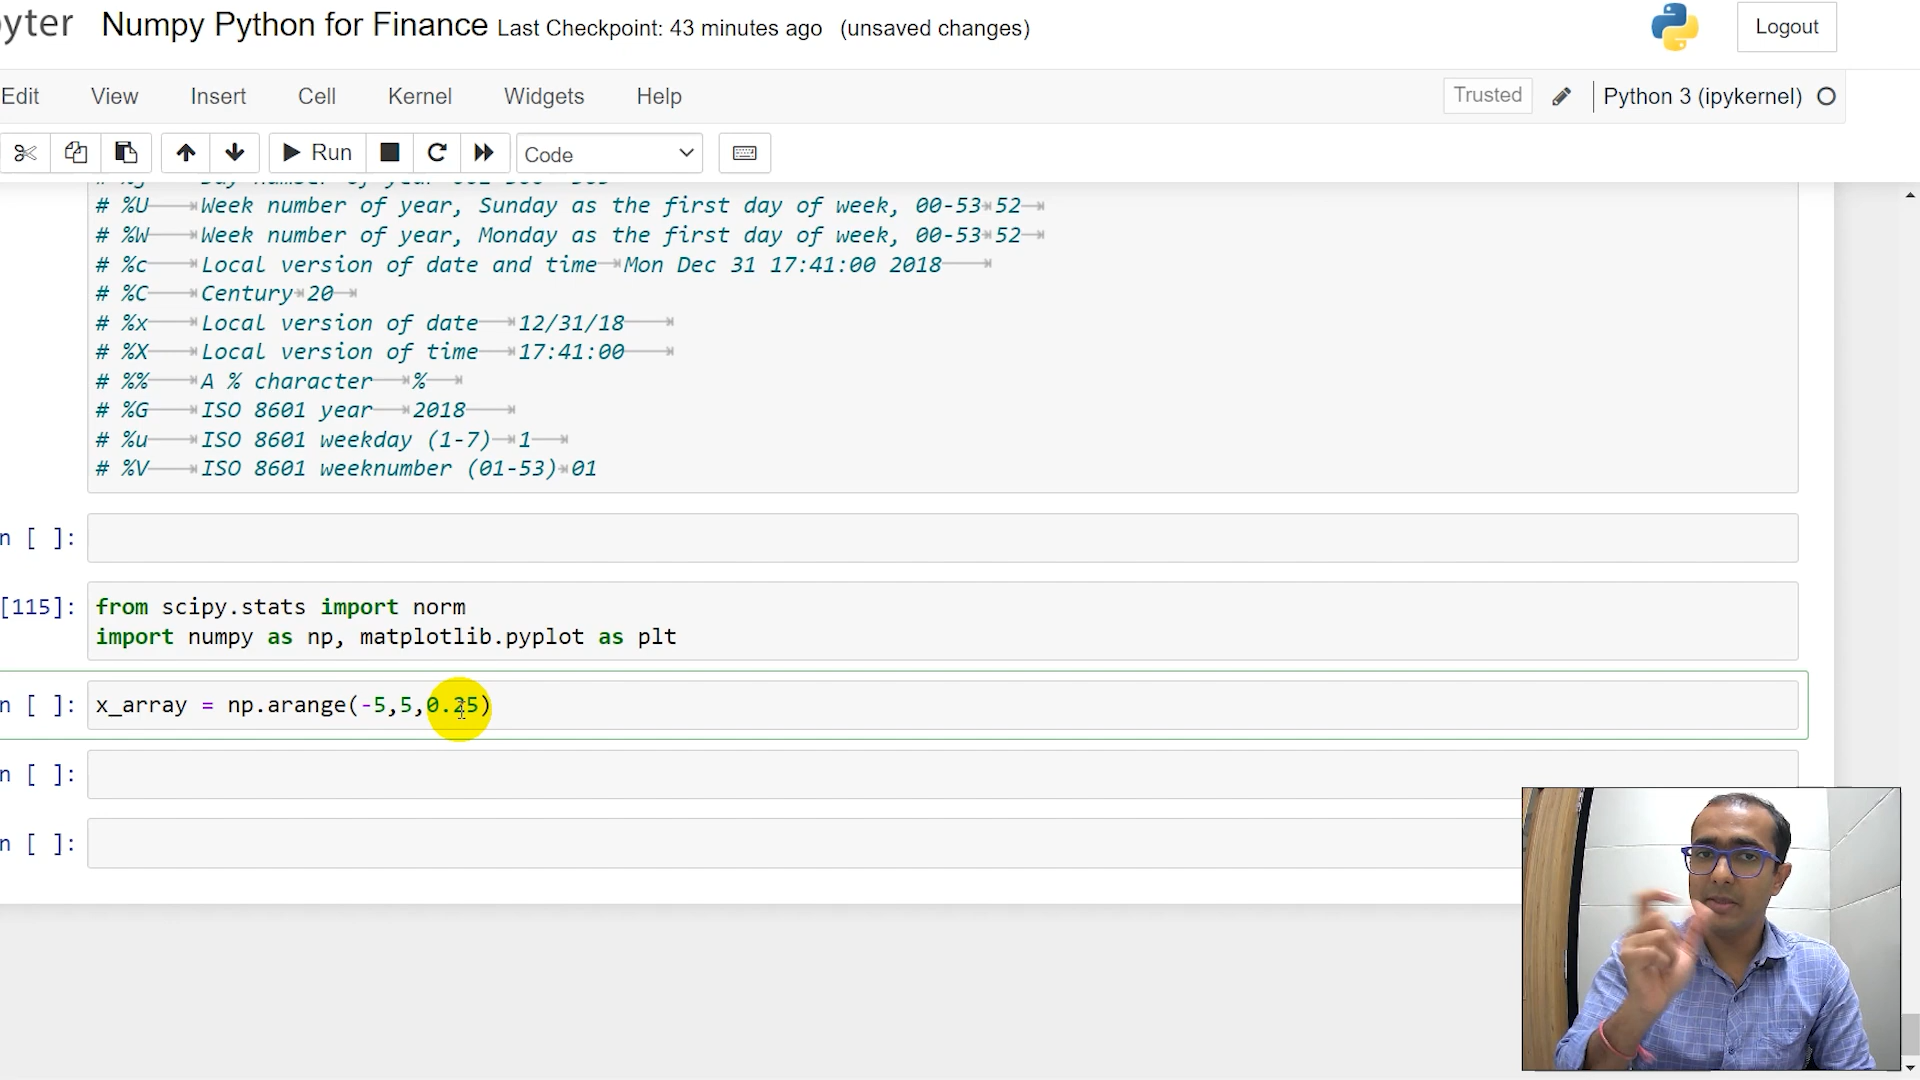 yter Numpy Python for Finance Last Checkpoint: 43 minutes ago (unsaved changes) Logout
Edit View Insert Cell Kernel Widgets Help Trusted Python 3 (ipykernel)
Run Code
# %U Week number of year, Sunday as the first day of week, 00-53 52
# %W Week number of year, Monday as the first day of week, 00-53 52
# %c Local version of date and time Mon Dec 31 17:41:00 2018
# %C Century 20
# %x Local version of date 12/31/18
# %X Local version of time 17:41:00
# %% A % character %
# %G ISO 8601 year 2018
# %u ISO 8601 weekday (1-7) 1
# %V ISO 8601 weeknumber (01-53) 01
n [ ]:
[115]: from scipy.stats import norm
import numpy as np, matplotlib.pyplot as plt
n [ ]: x_array = np.arange(-5,5,0.25)
n [ ]:
n [ ]: